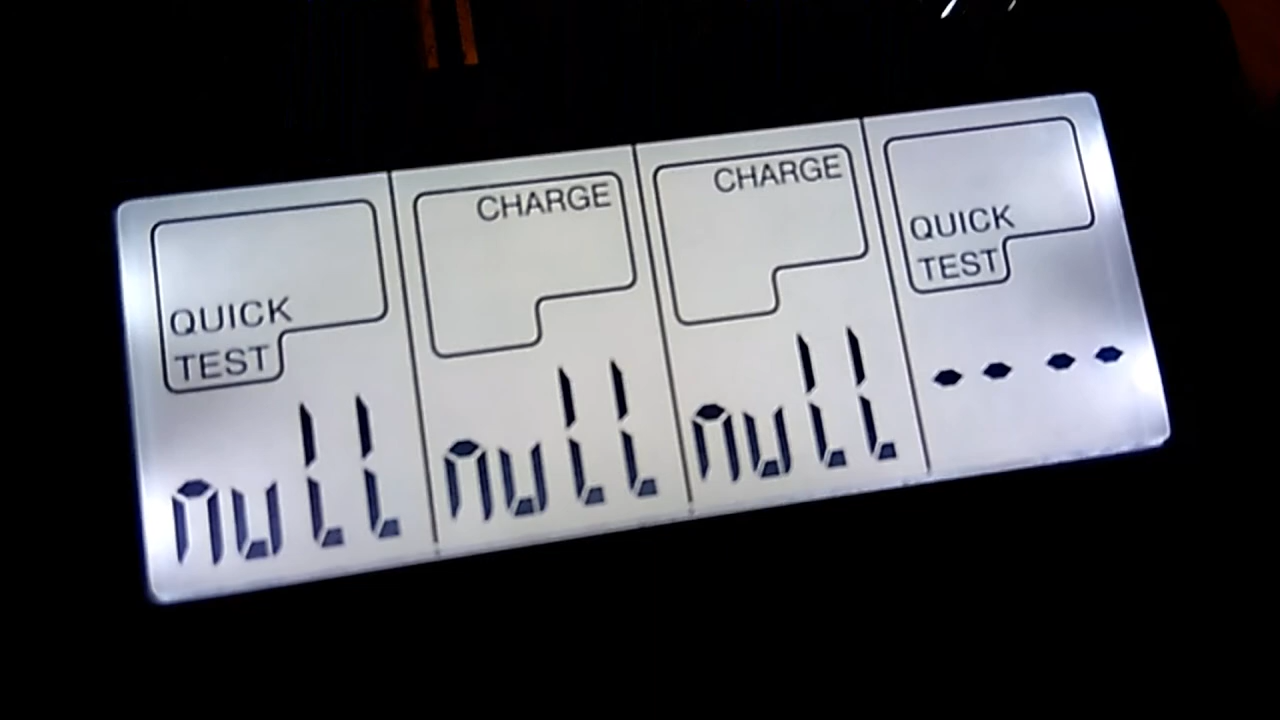 QUICK
TEST
null
CHARGE
null
CHARGE
null
QUICK
TEST
----